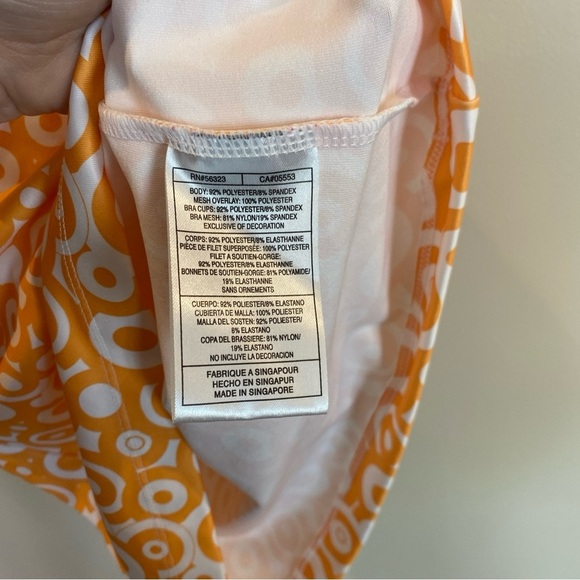 RN#56323 CA#05553
BODY: 92% POLYESTER/8% SPANDEX
MESH OVERLAY: 100% POLYESTER
BRA CUPS: 92% POLYESTER/8% SPANDEX
BRA MESH: 81% NYLON/19% SPANDEX
EXCLUSIVE OF DECORATION
CORPS: 92% POLYESTER/8% ELASTHANNE
PIÈCE DE FILET SUPERPOSÉE: 100% POLYESTER
FILET A SOUTIEN-GORGE:
92% POLYESTER/8% ELASTHANNE
BONNETS DE SOUTIEN-GORGE: 81% POLYAMIDE/
19% ELASTHANNE
SANS ORNEMENTS
CUERPO: 92% POLIESTER/8% ELASTANO
CUBIERTA DE MALLA: 100% POLIESTER
MALLA DEL SOSTEN: 92% POLIESTER/
8% ELASTANO
COPA DEL BRASSIERE: 81% NYLON/
19% ELASTANO
NO INCLUYE LA DECORACION
FABRIQUE A SINGAPOUR
HECHO EN SINGAPUR
MADE IN SINGAPORE